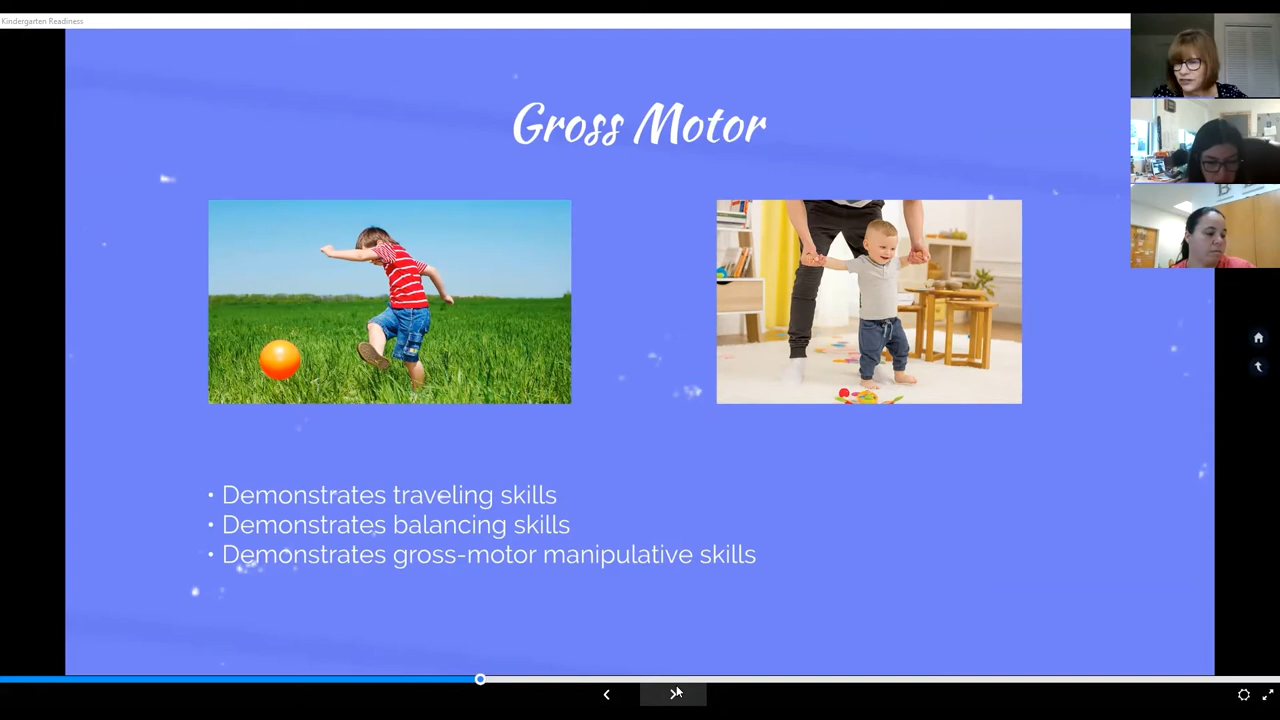 Kindergarten Readiness
Gross Motor
• Demonstrates traveling skills
• Demonstrates balancing skills
• Demonstrates gross-motor manipulative skills